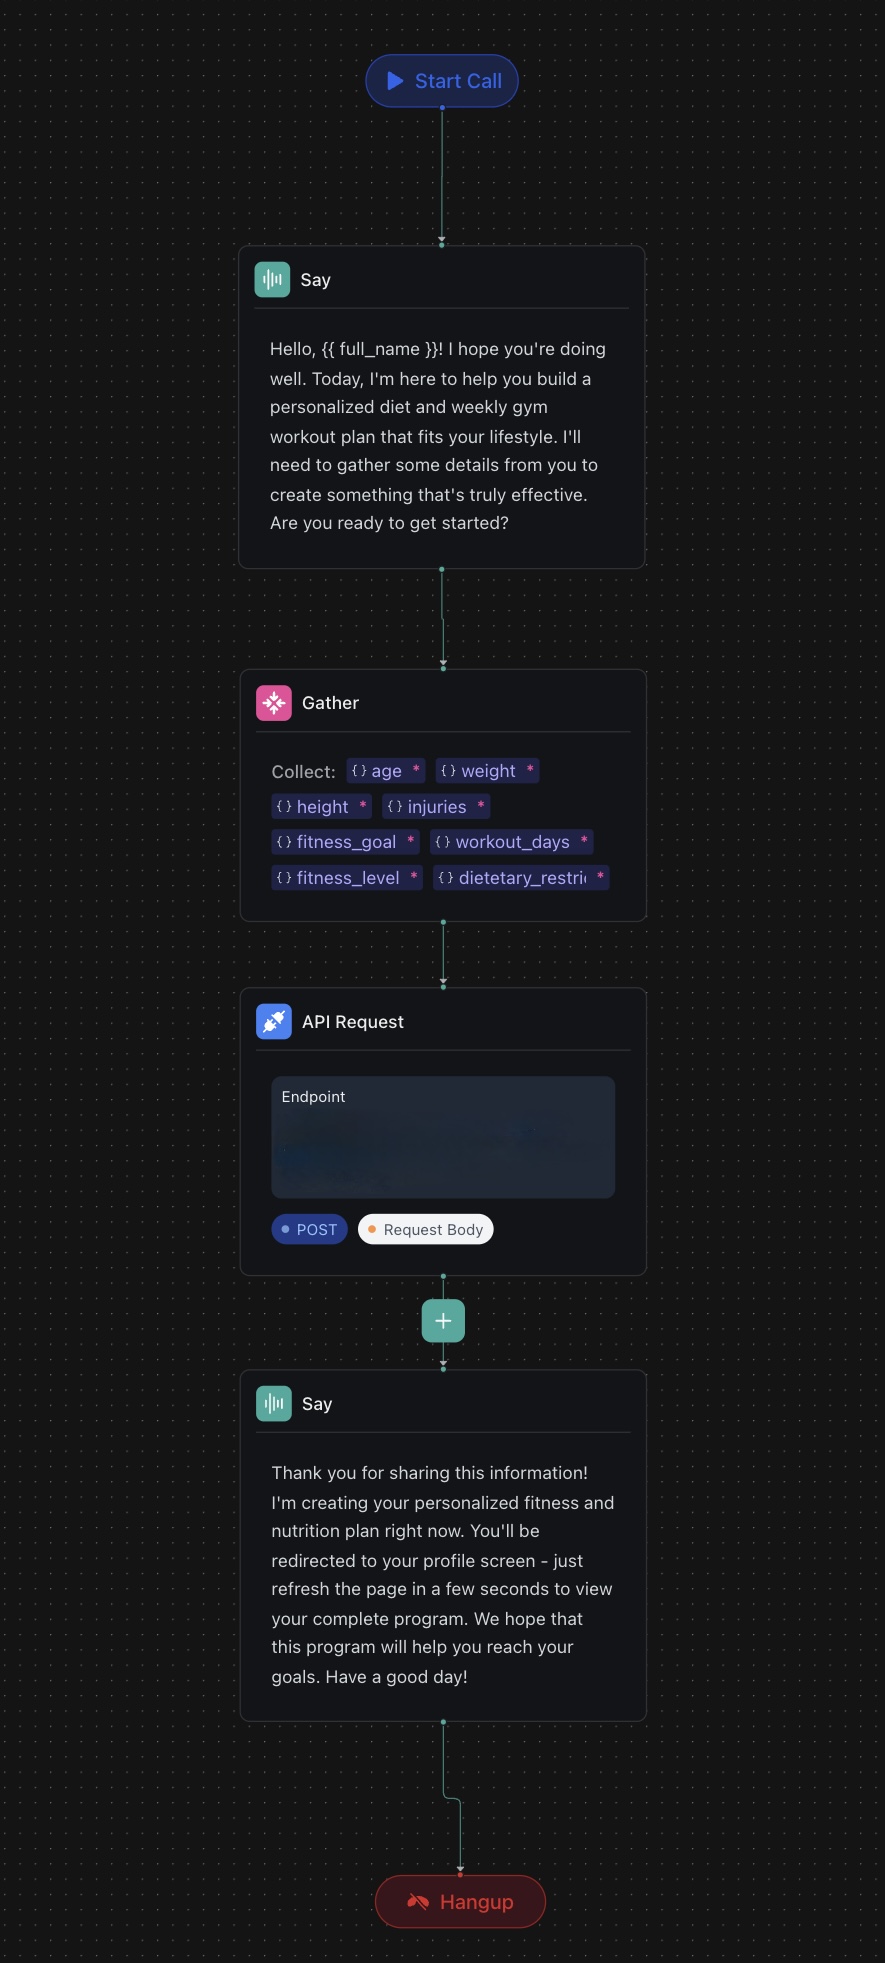 Start Call
Say
Hello, {{ full_name }}! I hope you're doing
well. Today, I'm here to help you build a
personalized diet and weekly gym
workout plan that fits your lifestyle. I'll
need to gather some details from you to
create something that's truly effective.
Are you ready to get started?
Gather
Collect: {} age * {} weight *
{} height * {} injuries *
{} fitness_goal * {} workout_days *
{} fitness_level * {} dietetary_restri *
API Request
Endpoint
POST Request Body
+
Say
Thank you for sharing this information!
I'm creating your personalized fitness and
nutrition plan right now. You'll be
redirected to your profile screen - just
refresh the page in a few seconds to view
your complete program. We hope that
this program will help you reach your
goals. Have a good day!
Hangup